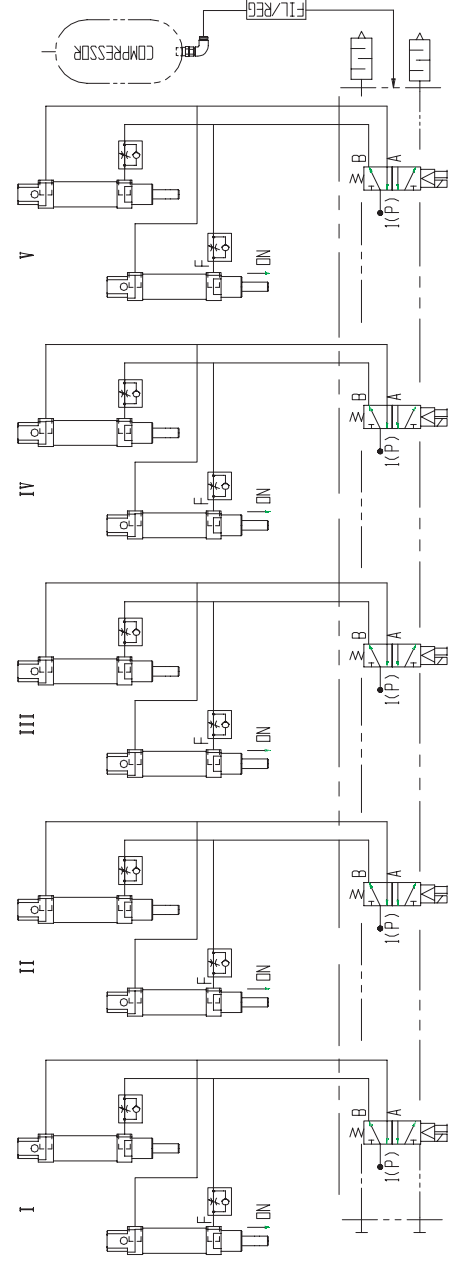 FIL/REG
COMPRESSOR
V
F
ON
B
A
1(P)
IV
F
ON
B
A
1(P)
III
F
ON
B
A
1(P)
II
F
ON
B
A
1(P)
I
F
ON
B
A
1(P)